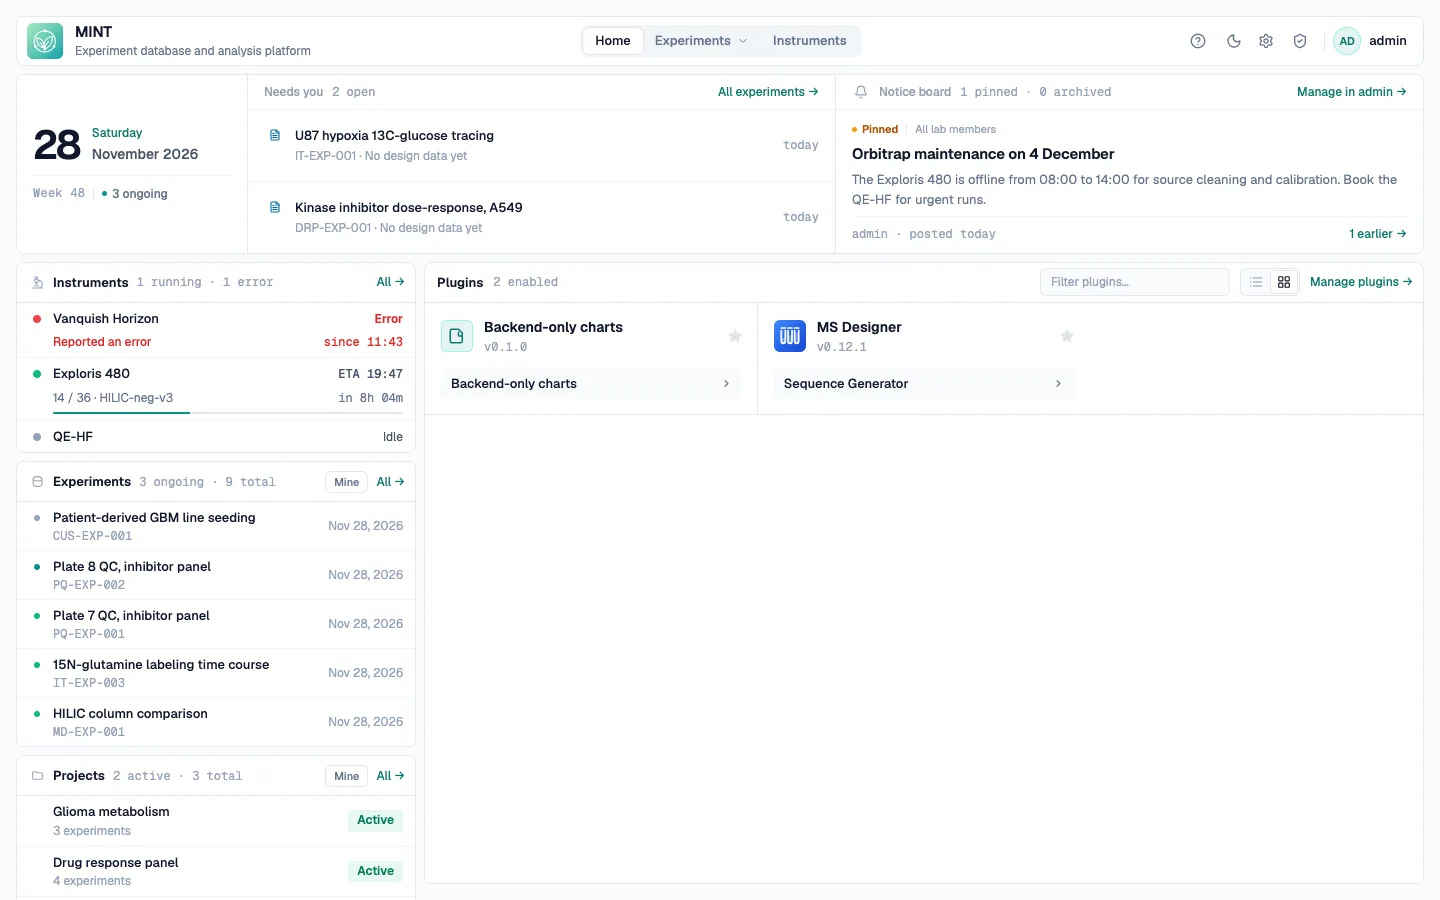 MINT
Experiment database and analysis platform
Home
Experiments
Instruments
AD
admin
28
Saturday
November 2026
Week 48
3 ongoing
Needs you 2 open
All experiments →
U87 hypoxia 13C-glucose tracing
IT-EXP-001 · No design data yet
today
Kinase inhibitor dose-response, A549
DRP-EXP-001 · No design data yet
today
Notice board 1 pinned · 0 archived
Manage in admin →
Pinned
All lab members
Orbitrap maintenance on 4 December
The Exploris 480 is offline from 08:00 to 14:00 for source cleaning and calibration. Book the
QE-HF for urgent runs.
admin · posted today
1 earlier →
Instruments 1 running · 1 error
All →
Vanquish Horizon
Error
Reported an error
since 11:43
Exploris 480
ETA 19:47
14 / 36 · HILIC-neg-v3
in 8h 04m
QE-HF
Idle
Experiments 3 ongoing · 9 total
Mine
All →
Patient-derived GBM line seeding
CUS-EXP-001
Nov 28, 2026
Plate 8 QC, inhibitor panel
PQ-EXP-002
Nov 28, 2026
Plate 7 QC, inhibitor panel
PQ-EXP-001
Nov 28, 2026
15N-glutamine labeling time course
IT-EXP-003
Nov 28, 2026
HILIC column comparison
MD-EXP-001
Nov 28, 2026
Projects 2 active · 3 total
Mine
All →
Glioma metabolism
3 experiments
Active
Drug response panel
4 experiments
Active
Plugins 2 enabled
Filter plugins…
Manage plugins →
Backend-only charts
v0.1.0
Backend-only charts
MS Designer
v0.12.1
Sequence Generator